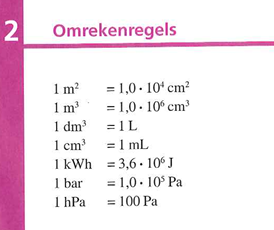 2 Omrekenregels
1 m² = 1,0 · 10⁴ cm²
1 m³ = 1,0 · 10⁶ cm³
1 dm³ = 1 L
1 cm³ = 1 mL
1 kWh = 3,6 · 10⁶ J
1 bar = 1,0 · 10⁵ Pa
1 hPa = 100 Pa